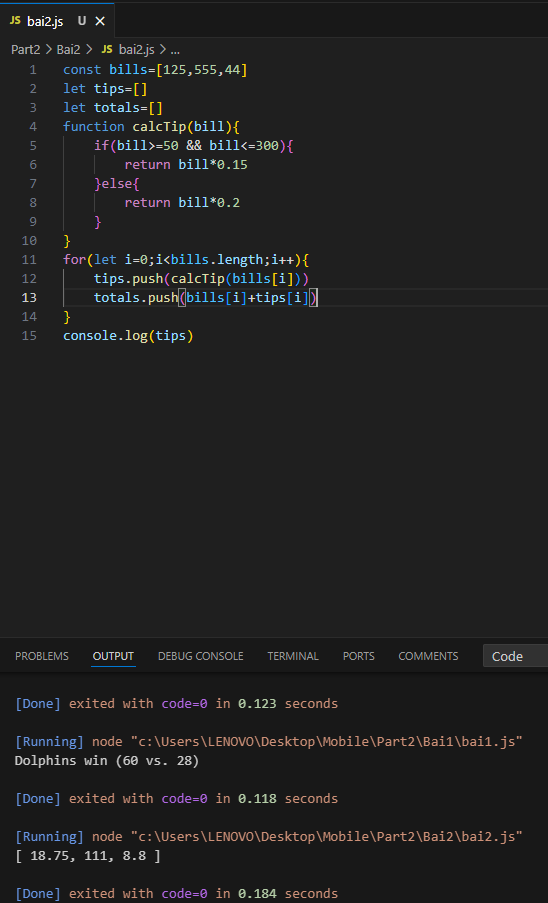 JS bai2.js U ×
Part2 > Bai2 > JS bai2.js > ...
1 const bills=[125,555,44]
2 let tips=[]
3 let totals=[]
4 function calcTip(bill){
5     if(bill>=50 && bill<=300){
6         return bill*0.15
7     }else{
8         return bill*0.2
9     }
10 }
11 for(let i=0;i<bills.length;i++){
12     tips.push(calcTip(bills[i]))
13     totals.push(bills[i]+tips[i])
14 }
15 console.log(tips)
PROBLEMS OUTPUT DEBUG CONSOLE TERMINAL PORTS COMMENTS Code
[Done] exited with code=0 in 0.123 seconds
[Running] node "c:\Users\LENOVO\Desktop\Mobile\Part2\Bai1\bai1.js"
Dolphins win (60 vs. 28)
[Done] exited with code=0 in 0.118 seconds
[Running] node "c:\Users\LENOVO\Desktop\Mobile\Part2\Bai2\bai2.js"
[ 18.75, 111, 8.8 ]
[Done] exited with code=0 in 0.184 seconds